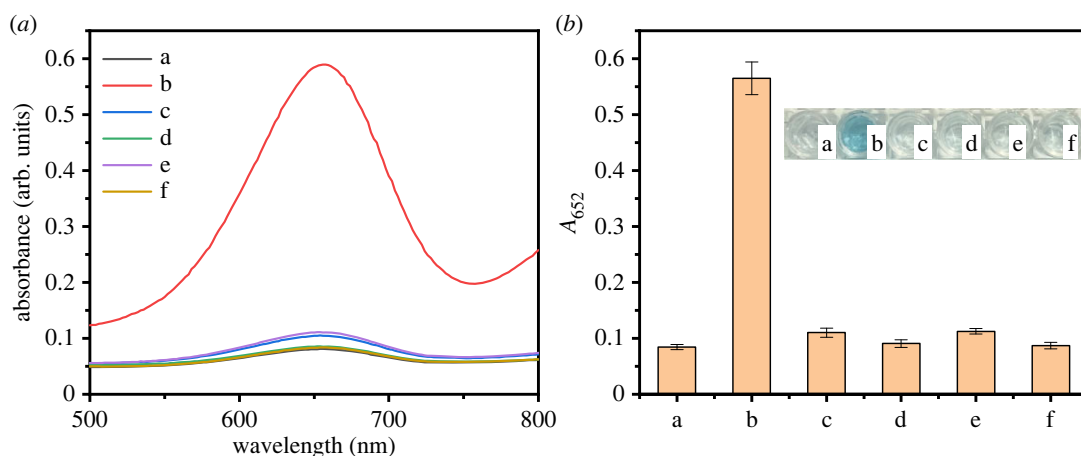 (a)
absorbance (arb. units)
0.6
0.5
0.4
0.3
0.2
0.1
0
a
b
c
d
e
f
500
600
700
800
wavelength (nm)
(b)
A652
0.6
0.5
0.4
0.3
0.2
0.1
0
a b c d e f
a b c d e f